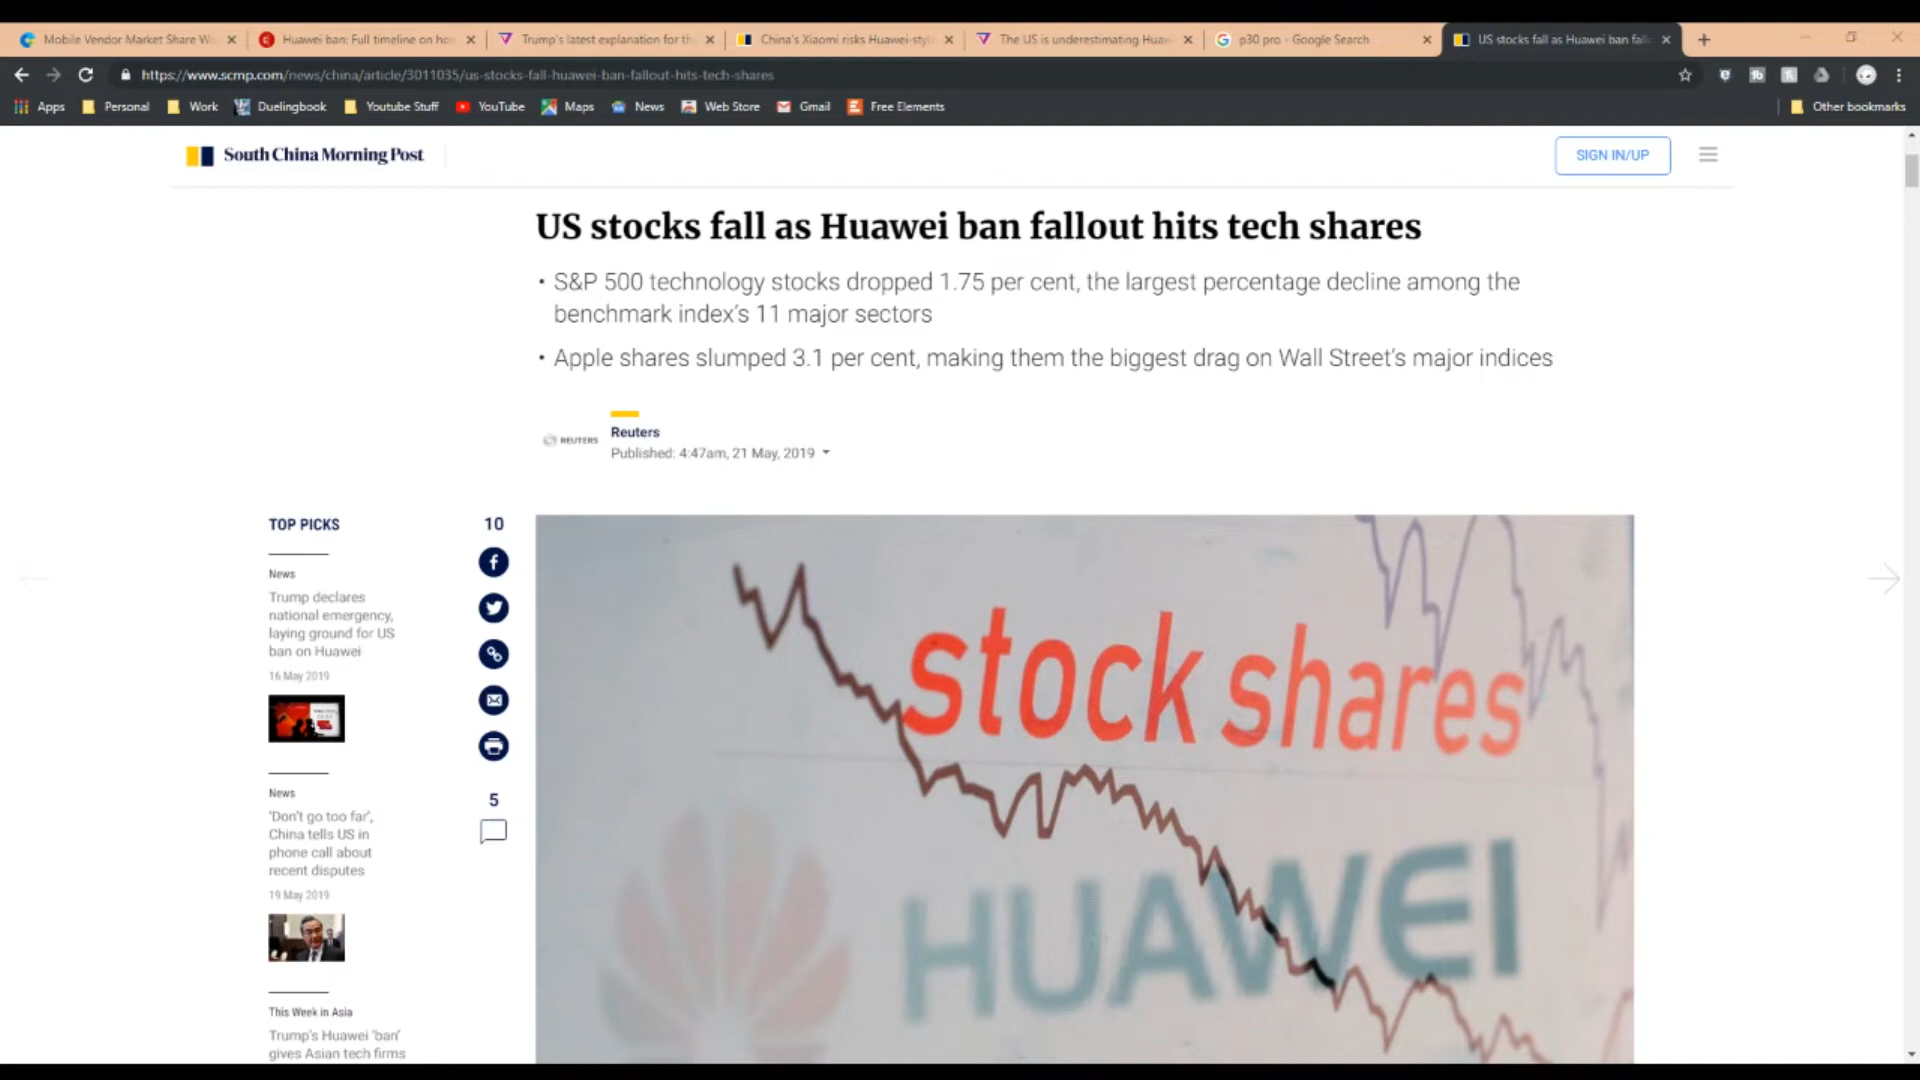 Mobile Vendor Market Share W
Huawei ban: Full timeline on ho
Trump's latest explanation for th
China's Xiaomi risks Huawei-styl
The US is underestimating Hua
p30 pro - Google Search
US stocks fall as Huawei ban fal
https://www.scmp.com/news/china/article/3011035/us-stocks-fall-huawei-ban-fallout-hits-tech-shares
Apps
Personal
Work
Duelingbook
Youtube Stuff
YouTube
Maps
News
Web Store
Gmail
Free Elements
Other bookmarks
South China Morning Post
SIGN IN/UP
US stocks fall as Huawei ban fallout hits tech shares
• S&P 500 technology stocks dropped 1.75 per cent, the largest percentage decline among the
benchmark index's 11 major sectors
• Apple shares slumped 3.1 per cent, making them the biggest drag on Wall Street's major indices
REUTERS
Reuters
Published: 4:47am, 21 May, 2019
TOP PICKS
News
Trump declares
national emergency,
laying ground for US
ban on Huawei
16 May 2019
News
'Don't go too far',
China tells US in
phone call about
recent disputes
19 May 2019
This Week in Asia
Trump's Huawei 'ban'
gives Asian tech firms
10
5
stock shares
HUAWEI